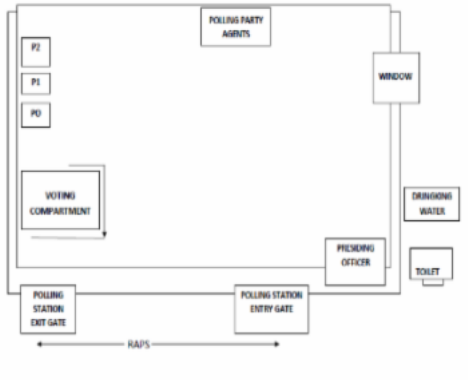 POLLING PARTY
AGENTS
P2
WINDOW
P1
PO
VOTING
COMPARTMENT
DRINGKING
WATER
PRESIDING
OFFICER
TOILET
POLLING
STATION
EXIT GATE
POLLING STATION
ENTRY GATE
RAPS